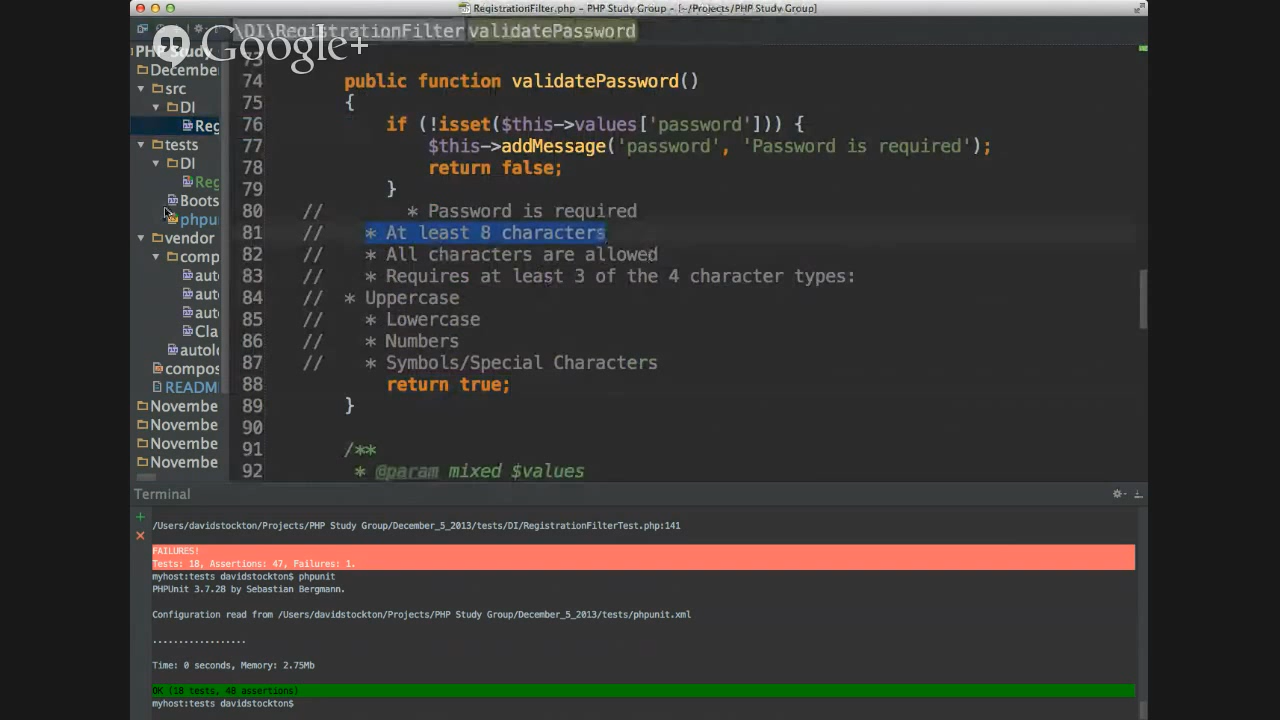 RegistrationFilter.php – PHP Study Group – [~/Projects/PHP Study Group]
\DI\RegistrationFilter validatePassword
Google+
PHP Study
December
src
DI
Reg
tests
DI
Reg
Boots
phpu
vendor
comp
aut
aut
aut
Cla
autolo
compos
README
Novembe
Novembe
Novembe
Novembe
73
74 public function validatePassword()
75 {
76 if (!isset($this->values['password'])) {
77 $this->addMessage('password', 'Password is required');
78 return false;
79 }
80 // * Password is required
81 // * At least 8 characters
82 // * All characters are allowed
83 // * Requires at least 3 of the 4 character types:
84 // * Uppercase
85 // * Lowercase
86 // * Numbers
87 // * Symbols/Special Characters
88 return true;
89 }
90
91 /**
92 * @param mixed $values
Terminal
/Users/davidstockton/Projects/PHP Study Group/December_5_2013/tests/DI/RegistrationFilterTest.php:141
FAILURES!
Tests: 18, Assertions: 47, Failures: 1.
myhost:tests davidstockton$ phpunit
PHPUnit 3.7.28 by Sebastian Bergmann.
Configuration read from /Users/davidstockton/Projects/PHP Study Group/December_5_2013/tests/phpunit.xml
..................
Time: 0 seconds, Memory: 2.75Mb
OK (18 tests, 48 assertions)
myhost:tests davidstockton$